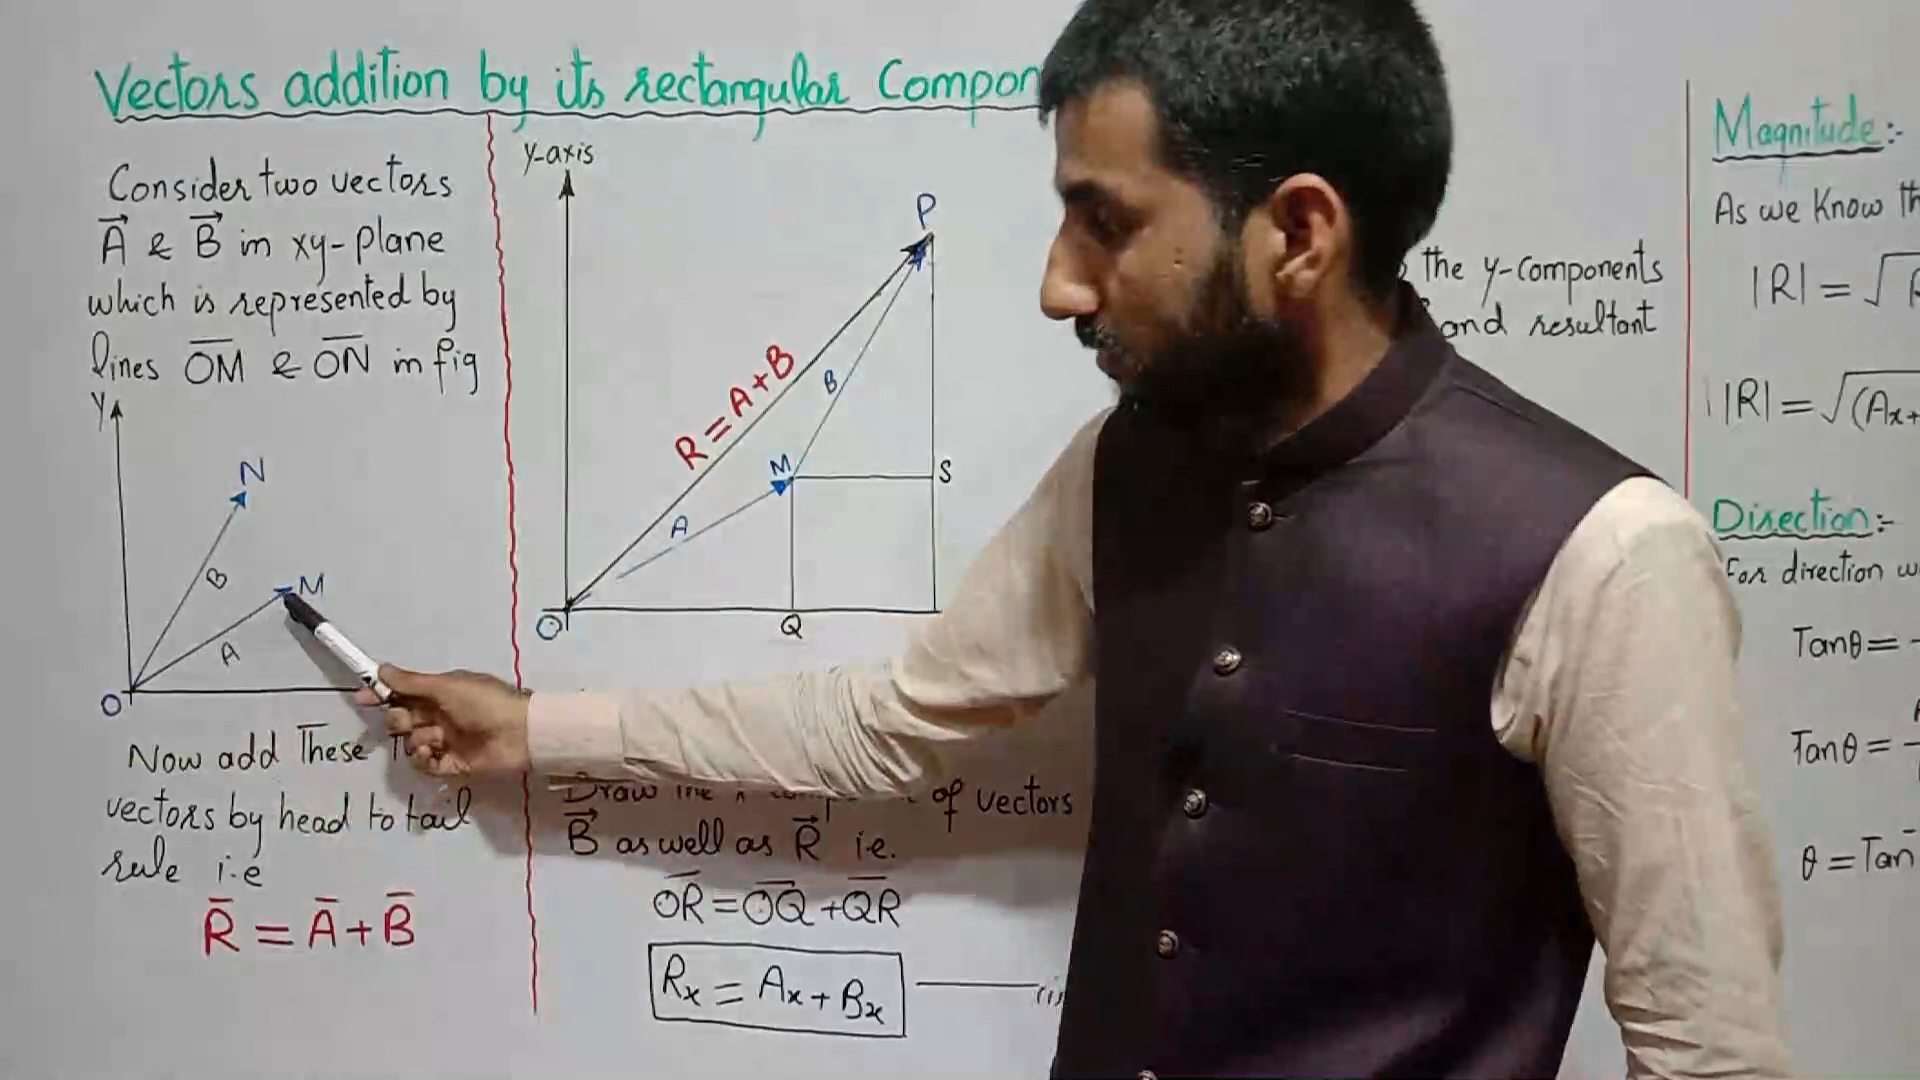 Vectors addition by its rectangular Compon
Consider two vectors
A & B in xy-plane
which is represented by
lines OM & ON in fig
Y
N
B
M
A
O
Now add These
vectors by head to tail
rule i.e
R = A + B
y-axis
P
R = A + B
B
M
S
A
O
Q
Draw the x of vectors
B as well as R i.e.
OR = OQ + QR
Rx = Ax + Bx
the y-components
and resultant
Magnitude:-
As we know th
|R| = √
|R| = √(Ax+
Direction:-
For direction w
Tanθ =
Tanθ =
θ = Tan⁻